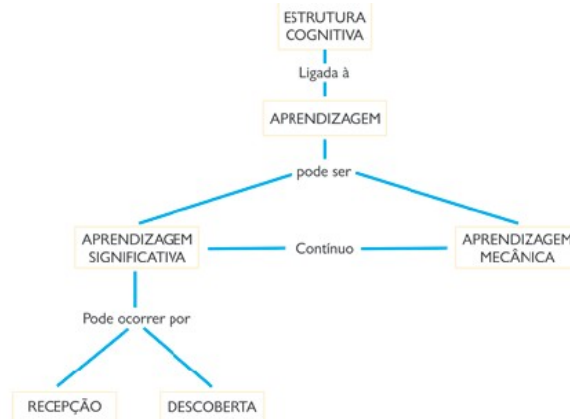 ESTRUTURA
COGNITIVA
Ligada à
APRENDIZAGEM
pode ser
APRENDIZAGEM
SIGNIFICATIVA
Contínuo
APRENDIZAGEM
MECÂNICA
Pode ocorrer por
RECEPÇÃO
DESCOBERTA